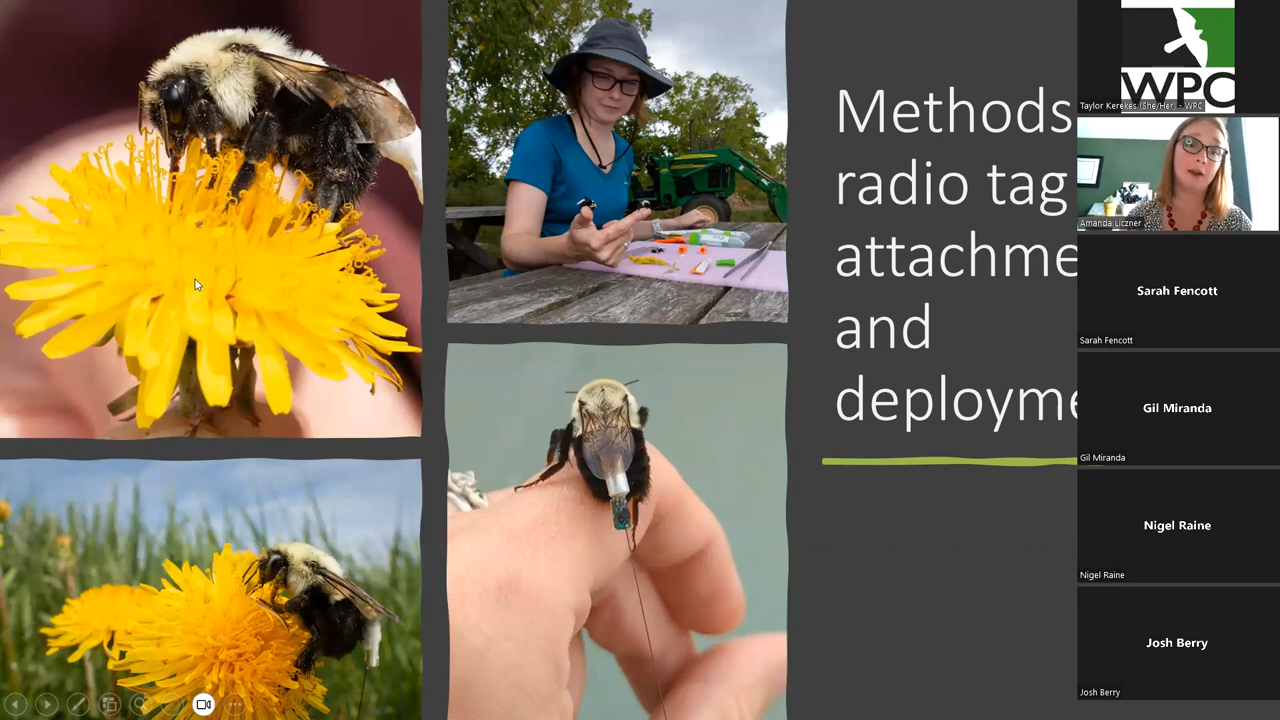 Methods
radio tag
attachme
and
deployme
WPC
Taylor Kerekes (She/Her) - WPC
Amanda Liczner
Sarah Fencott
Sarah Fencott
Gil Miranda
Gil Miranda
Nigel Raine
Nigel Raine
Josh Berry
Josh Berry